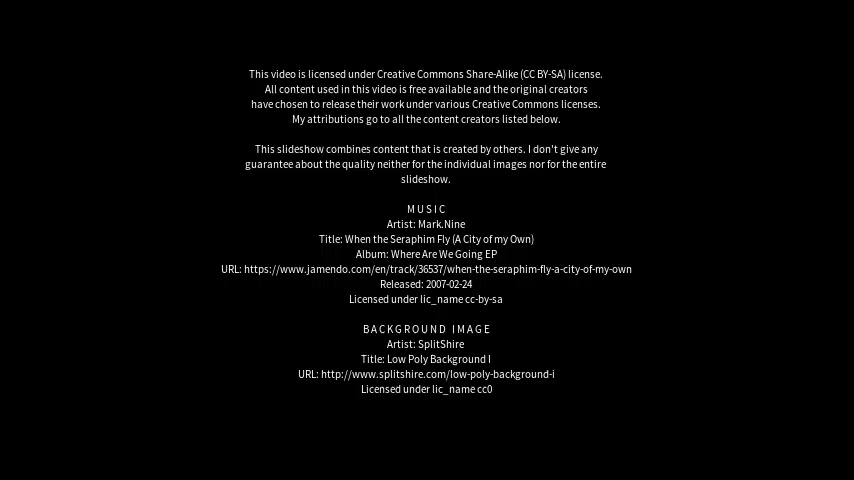 This video is licensed under Creative Commons Share-Alike (CC BY-SA) license.
All content used in this video is free available and the original creators
have chosen to release their work under various Creative Commons licenses.
My attributions go to all the content creators listed below.
This slideshow combines content that is created by others. I don't give any
guarantee about the quality neither for the individual images nor for the entire
slideshow.
MUSIC
Artist: Mark.Nine
Title: When the Seraphim Fly (A City of my Own)
Album: Where Are We Going EP
URL: https://www.jamendo.com/en/track/36537/when-the-seraphim-fly-a-city-of-my-own
Released: 2007-02-24
Licensed under lic_name cc-by-sa
BACKGROUND IMAGE
Artist: SplitShire
Title: Low Poly Background I
URL: http://www.splitshire.com/low-poly-background-i
Licensed under lic_name cc0